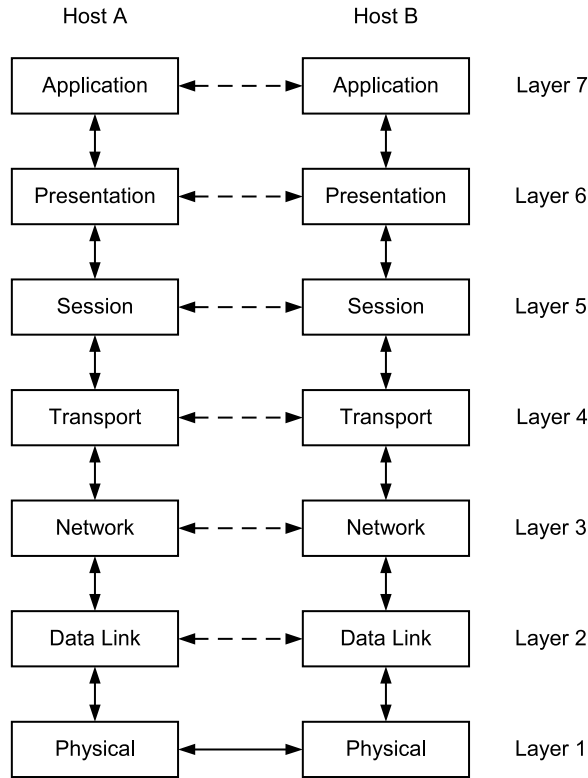 Host A Host B
Application Application Layer 7
Presentation Presentation Layer 6
Session Session Layer 5
Transport Transport Layer 4
Network Network Layer 3
Data Link Data Link Layer 2
Physical Physical Layer 1